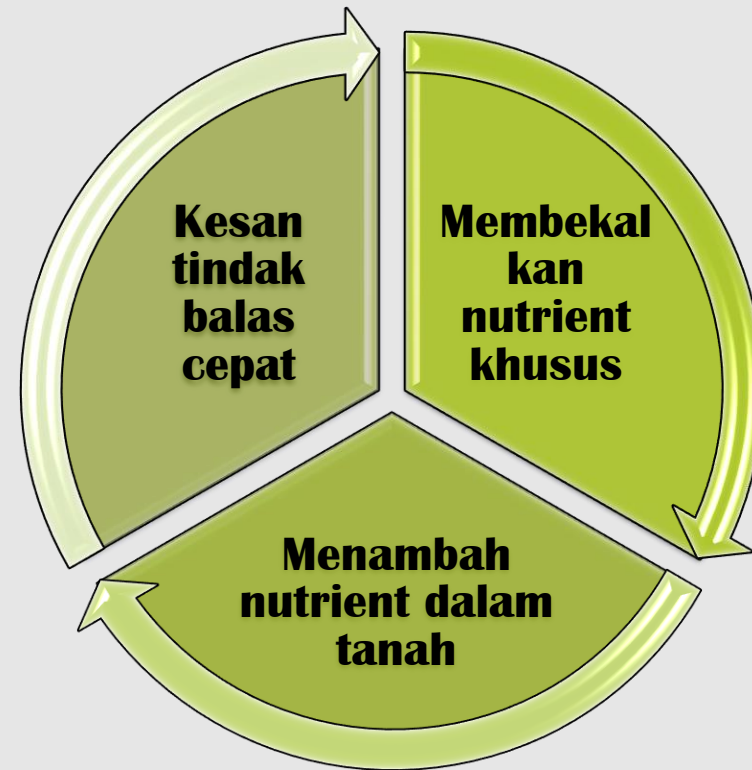 Kesan
tindak
balas
cepat
Membekal
kan
nutrient
khusus
Menambah
nutrient dalam
tanah